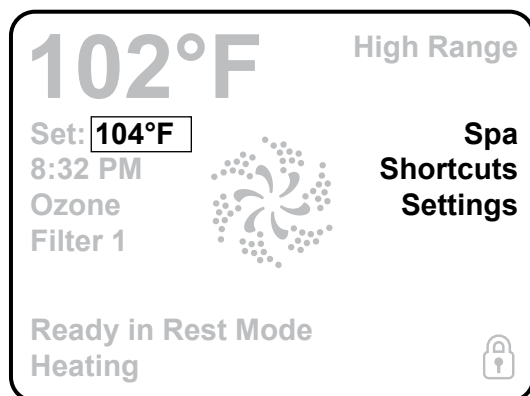 102°F
High Range
Set: 104°F
8:32 PM
Ozone
Filter 1
Spa
Shortcuts
Settings
Ready in Rest Mode
Heating